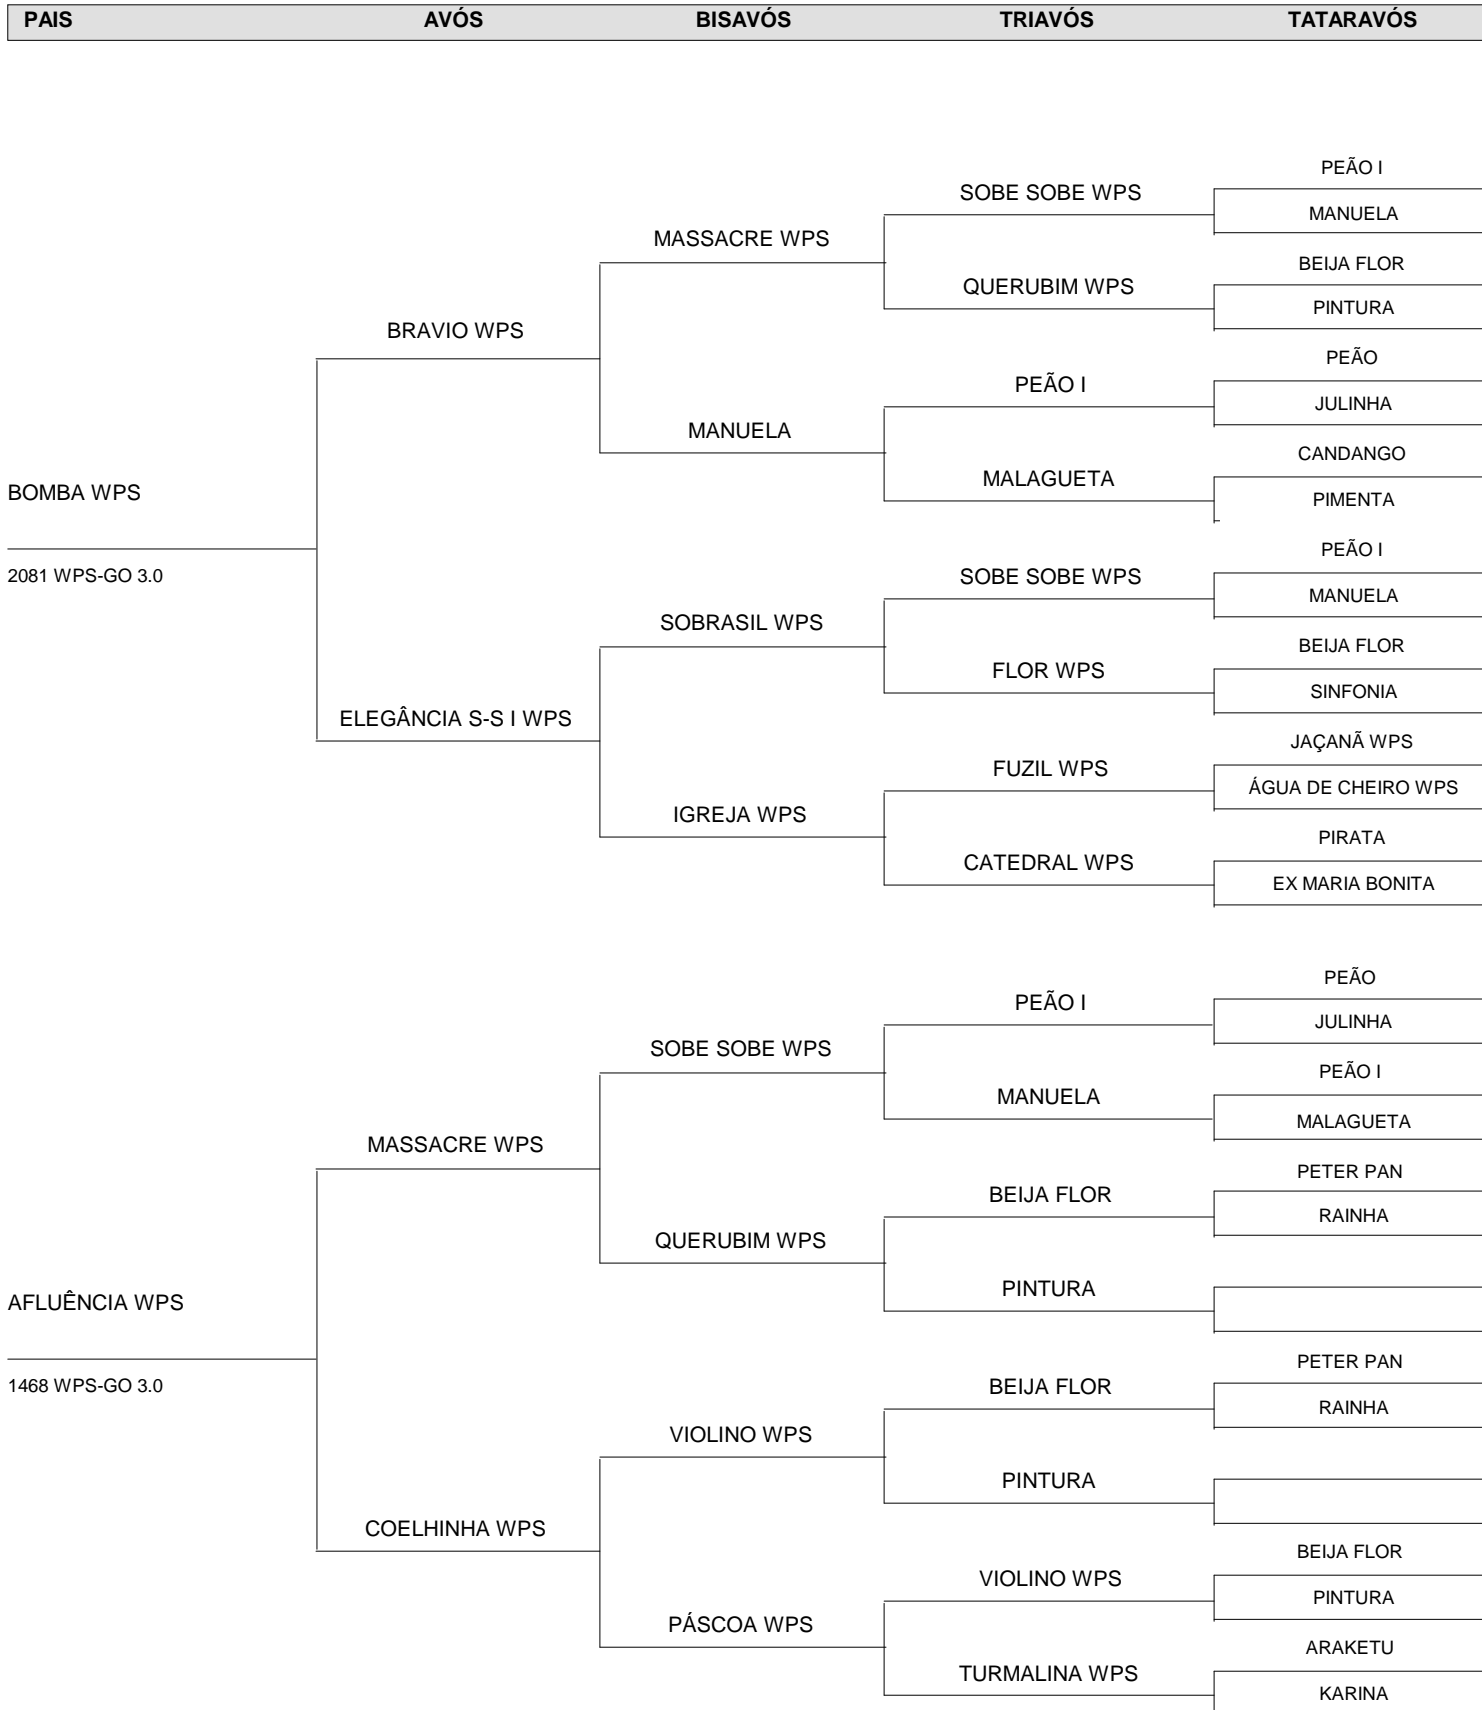 PAIS AVÓS BISAVÓS TRIAVÓS TATARAVÓS
PEÃO I
SOBE SOBE WPS
MANUELA
MASSACRE WPS
BEIJA FLOR
QUERUBIM WPS
PINTURA
BRAVIO WPS
PEÃO
PEÃO I
JULINHA
MANUELA
CANDANGO
MALAGUETA
PIMENTA
BOMBA WPS
2081 WPS-GO 3.0
PEÃO I
SOBE SOBE WPS
MANUELA
SOBRASIL WPS
BEIJA FLOR
FLOR WPS
SINFONIA
ELEGÂNCIA S-S I WPS
JAÇANÃ WPS
FUZIL WPS
ÁGUA DE CHEIRO WPS
IGREJA WPS
PIRATA
CATEDRAL WPS
EX MARIA BONITA
PEÃO
PEÃO I
JULINHA
SOBE SOBE WPS
PEÃO I
MANUELA
MALAGUETA
MASSACRE WPS
PETER PAN
BEIJA FLOR
RAINHA
QUERUBIM WPS
PINTURA
AFLUÊNCIA WPS
1468 WPS-GO 3.0
PETER PAN
BEIJA FLOR
RAINHA
VIOLINO WPS
PINTURA
COELHINHA WPS
BEIJA FLOR
VIOLINO WPS
PINTURA
PÁSCOA WPS
ARAKETU
TURMALINA WPS
KARINA